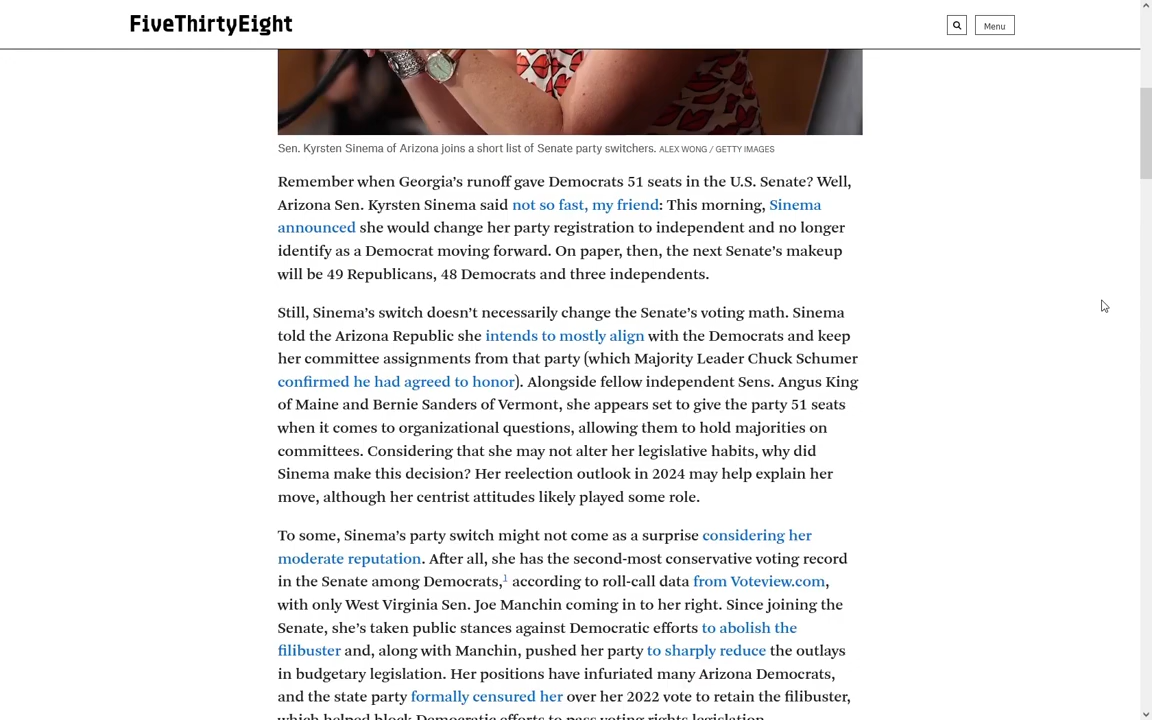 FiveThirtyEight
Menu
Sen. Kyrsten Sinema of Arizona joins a short list of Senate party switchers. ALEX WONG / GETTY IMAGES
Remember when Georgia’s runoff gave Democrats 51 seats in the U.S. Senate? Well,
Arizona Sen. Kyrsten Sinema said not so fast, my friend: This morning, Sinema
announced she would change her party registration to independent and no longer
identify as a Democrat moving forward. On paper, then, the next Senate’s makeup
will be 49 Republicans, 48 Democrats and three independents.
Still, Sinema’s switch doesn’t necessarily change the Senate’s voting math. Sinema
told the Arizona Republic she intends to mostly align with the Democrats and keep
her committee assignments from that party (which Majority Leader Chuck Schumer
confirmed he had agreed to honor). Alongside fellow independent Sens. Angus King
of Maine and Bernie Sanders of Vermont, she appears set to give the party 51 seats
when it comes to organizational questions, allowing them to hold majorities on
committees. Considering that she may not alter her legislative habits, why did
Sinema make this decision? Her reelection outlook in 2024 may help explain her
move, although her centrist attitudes likely played some role.
To some, Sinema’s party switch might not come as a surprise considering her
moderate reputation. After all, she has the second-most conservative voting record
in the Senate among Democrats,1 according to roll-call data from Voteview.com,
with only West Virginia Sen. Joe Manchin coming in to her right. Since joining the
Senate, she’s taken public stances against Democratic efforts to abolish the
filibuster and, along with Manchin, pushed her party to sharply reduce the outlays
in budgetary legislation. Her positions have infuriated many Arizona Democrats,
and the state party formally censured her over her 2022 vote to retain the filibuster,
which helped block Democratic efforts to pass voting rights legislation.